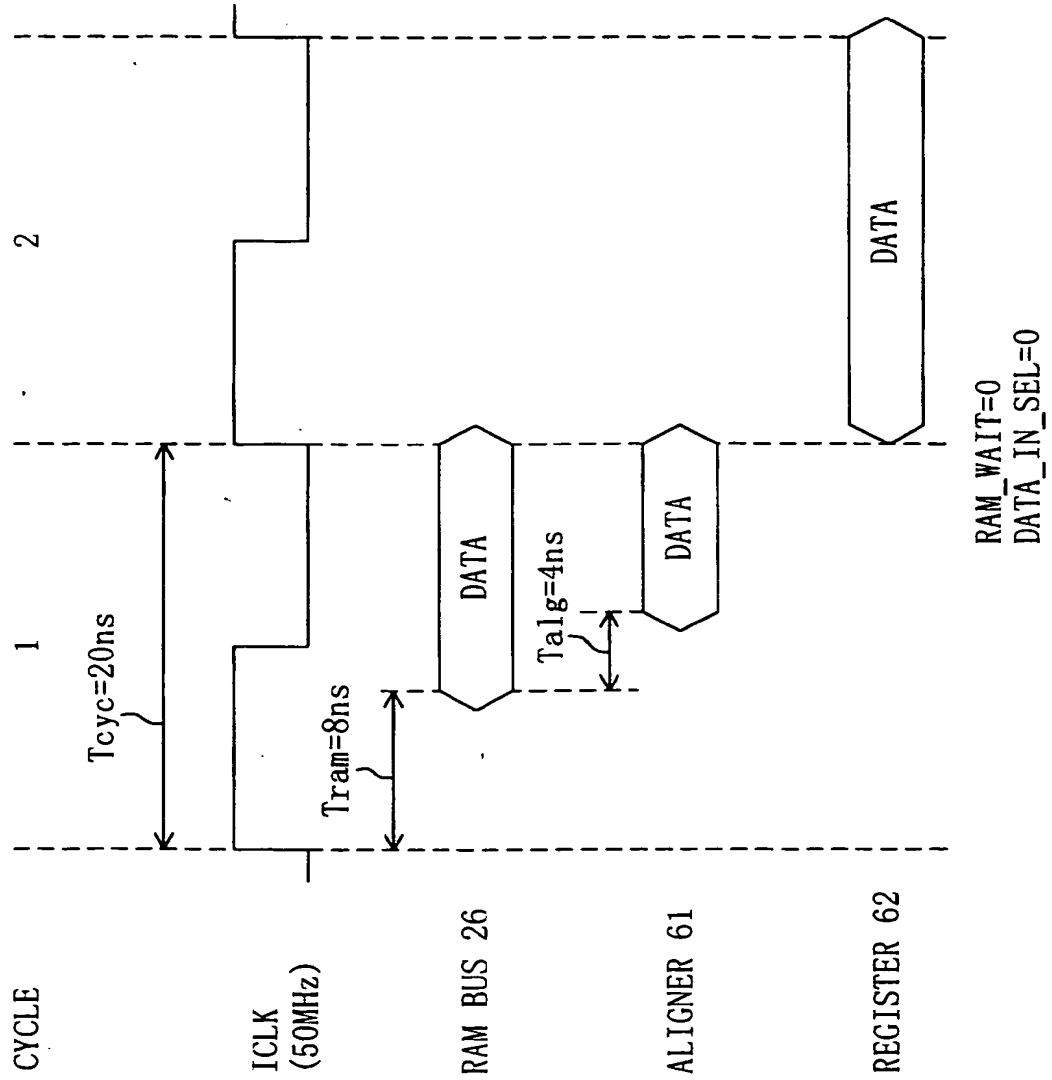 CYCLE 1 2
Tcyc=20ns
ICLK
(50MHz)
Tram=8ns
RAM BUS 26 DATA
Talg=4ns
ALIGNER 61 DATA
REGISTER 62 DATA
RAM_WAIT=0
DATA_IN_SEL=0